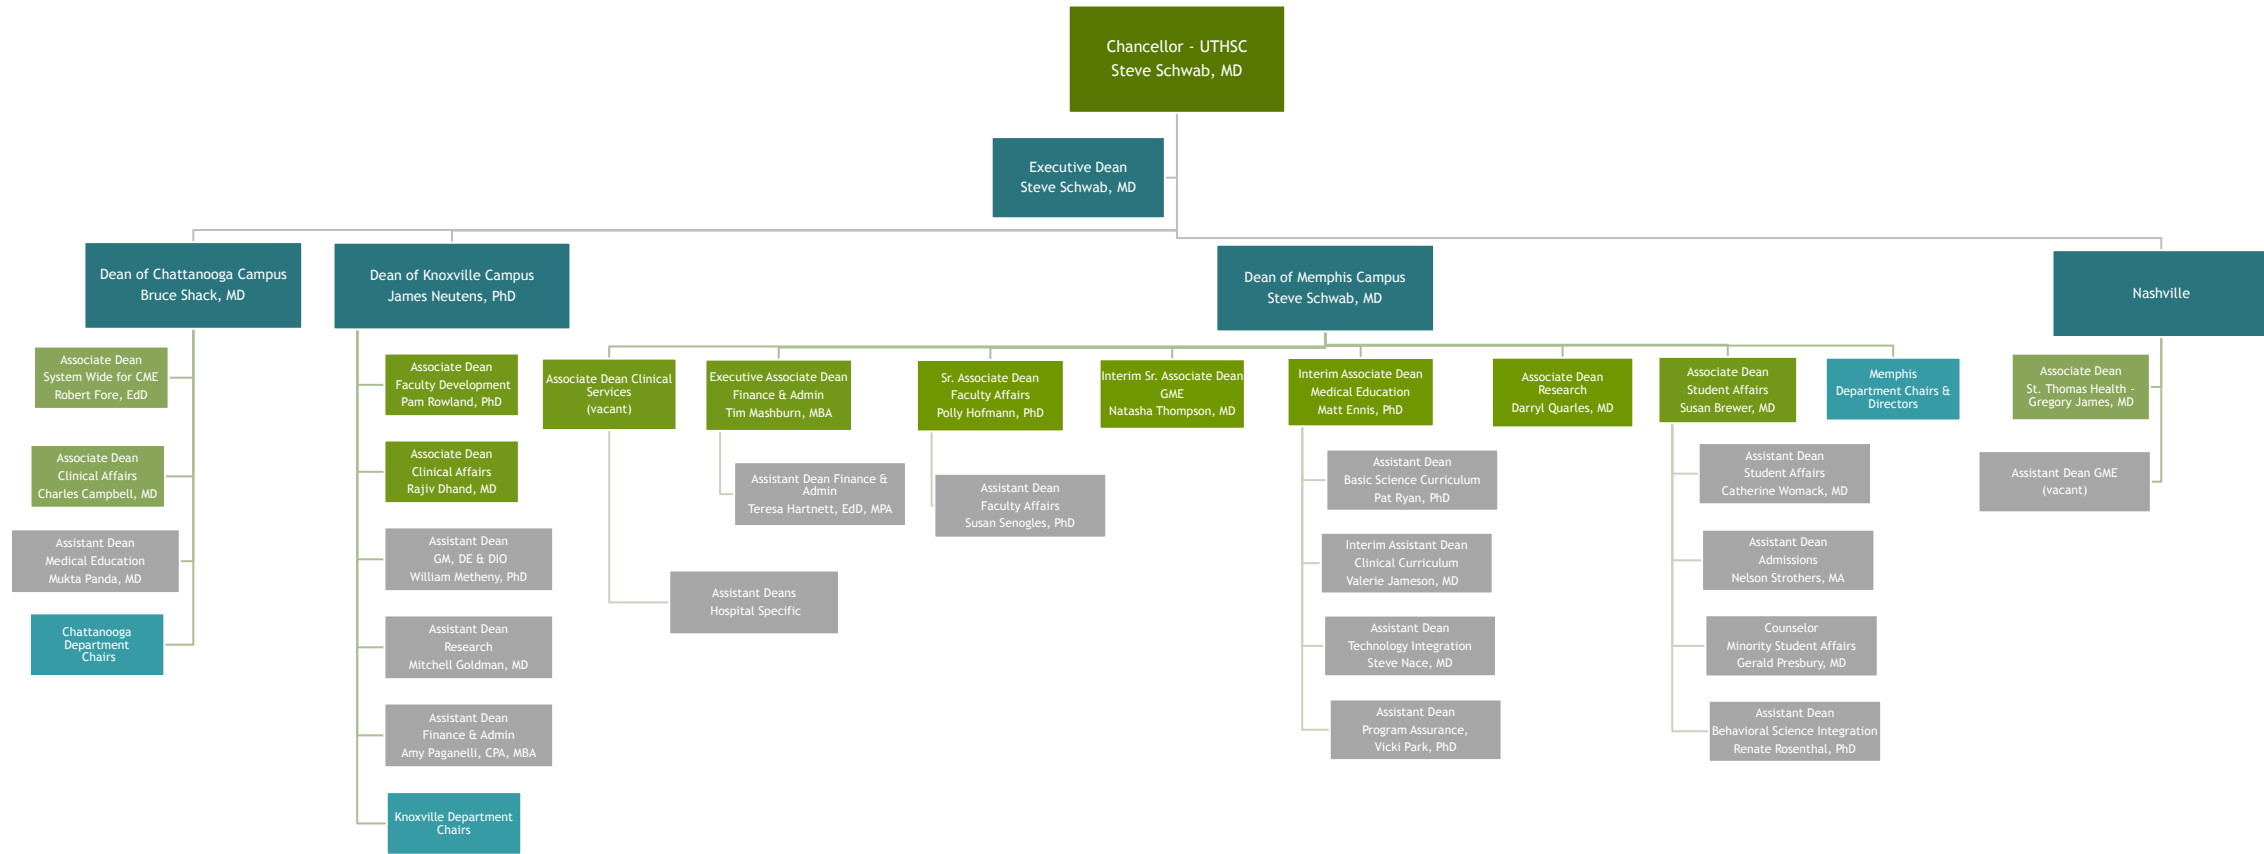 Chancellor - UTHSC
Steve Schwab, MD
Executive Dean
Steve Schwab, MD
Dean of Chattanooga Campus
Bruce Shack, MD
Dean of Knoxville Campus
James Neutens, PhD
Dean of Memphis Campus
Steve Schwab, MD
Nashville
Associate Dean
System Wide for CME
Robert Fore, EdD
Associate Dean
Clinical Affairs
Charles Campbell, MD
Assistant Dean
Medical Education
Mukta Panda, MD
Chattanooga
Department
Chairs
Associate Dean
Faculty Development
Pam Rowland, PhD
Associate Dean
Clinical Affairs
Rajiv Dhand, MD
Assistant Dean
GM, DE & DIO
William Metheny, PhD
Assistant Dean
Research
Mitchell Goldman, MD
Assistant Dean
Finance & Admin
Amy Paganelli, CPA, MBA
Knoxville Department
Chairs
Associate Dean Clinical
Services
(vacant)
Assistant Deans
Hospital Specific
Executive Associate Dean
Finance & Admin
Tim Mashburn, MBA
Assistant Dean Finance &
Admin
Teresa Hartnett, EdD, MPA
Sr. Associate Dean
Faculty Affairs
Polly Hofmann, PhD
Assistant Dean
Faculty Affairs
Susan Senogles, PhD
Interim Sr. Associate Dean
GME
Natasha Thompson, MD
Interim Associate Dean
Medical Education
Matt Ennis, PhD
Assistant Dean
Basic Science Curriculum
Pat Ryan, PhD
Interim Assistant Dean
Clinical Curriculum
Valerie Jameson, MD
Assistant Dean
Technology Integration
Steve Nace, MD
Assistant Dean
Program Assurance,
Vicki Park, PhD
Associate Dean
Research
Darryl Quarles, MD
Associate Dean
Student Affairs
Susan Brewer, MD
Assistant Dean
Student Affairs
Catherine Womack, MD
Assistant Dean
Admissions
Nelson Strothers, MA
Counselor
Minority Student Affairs
Gerald Presbury, MD
Assistant Dean
Behavioral Science Integration
Renate Rosenthal, PhD
Memphis
Department Chairs &
Directors
Associate Dean
St. Thomas Health -
Gregory James, MD
Assistant Dean GME
(vacant)